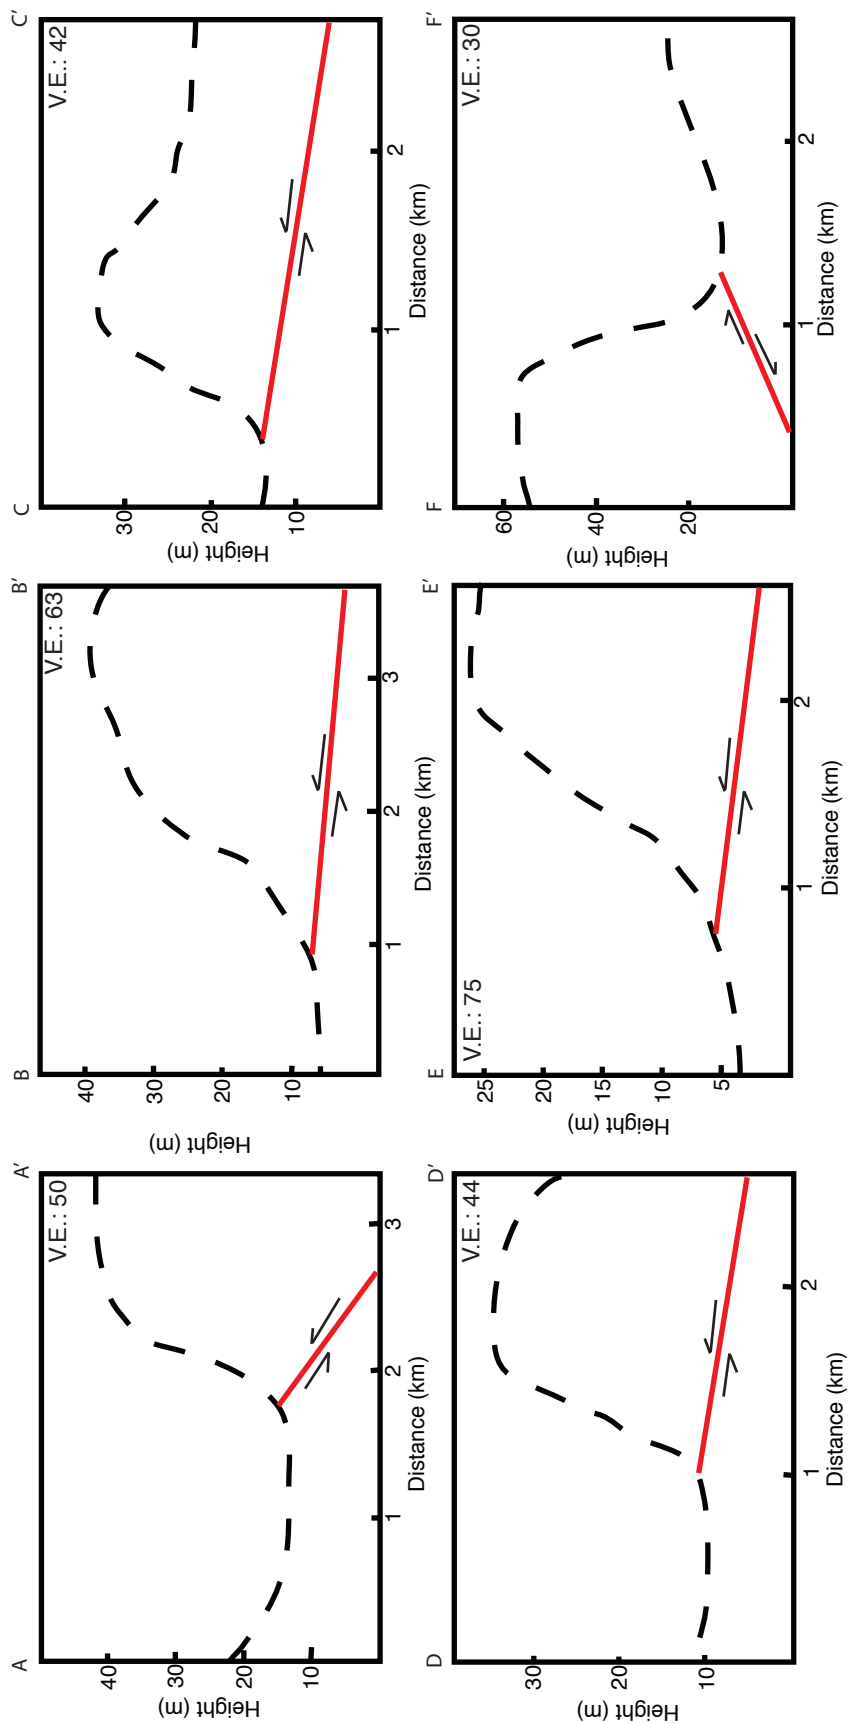 A
A′
V.E.: 50
Height (m)
40
30
20
10
1
2
3
Distance (km)
B
B′
V.E.: 63
Height (m)
40
30
20
10
1
2
3
Distance (km)
C
C′
V.E.: 42
Height (m)
30
20
10
1
2
Distance (km)
D
D′
V.E.: 44
Height (m)
30
20
10
1
2
Distance (km)
E
E′
V.E.: 75
Height (m)
25
20
15
10
5
1
2
Distance (km)
F
F′
V.E.: 30
Height (m)
60
40
20
1
2
Distance (km)